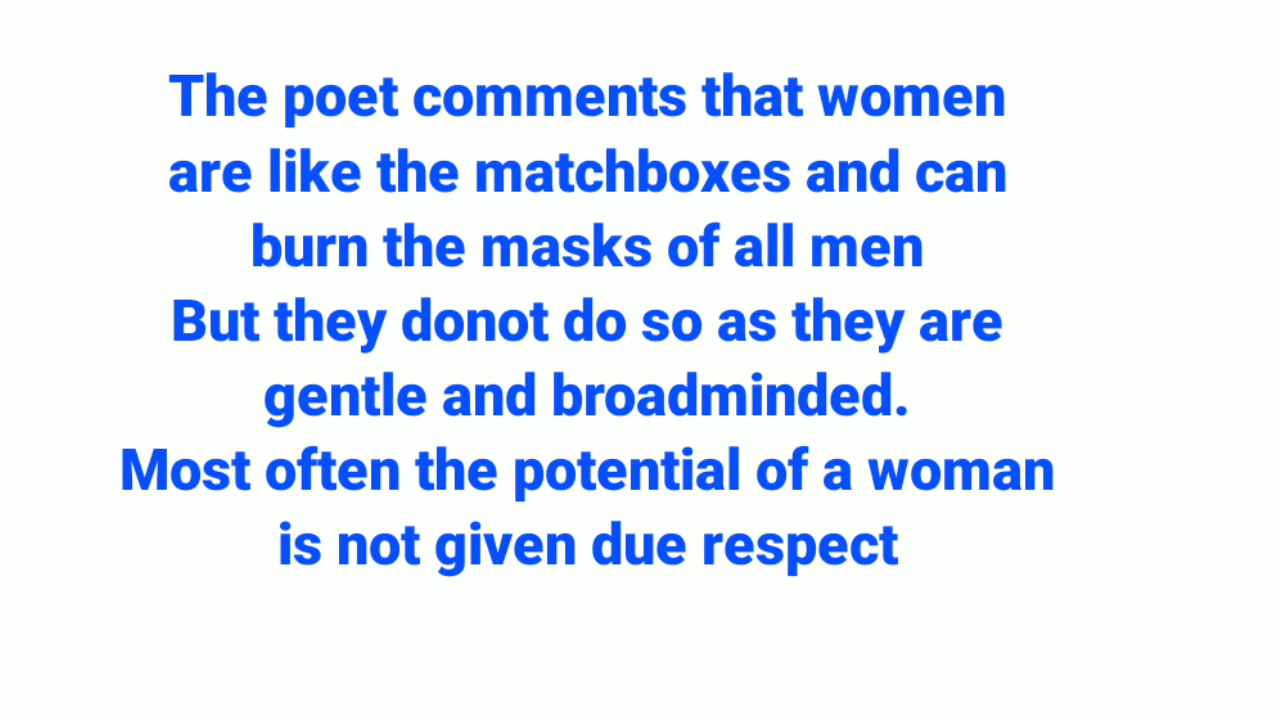 The poet comments that women
are like the matchboxes and can
burn the masks of all men
But they donot do so as they are
gentle and broadminded.
Most often the potential of a woman
is not given due respect